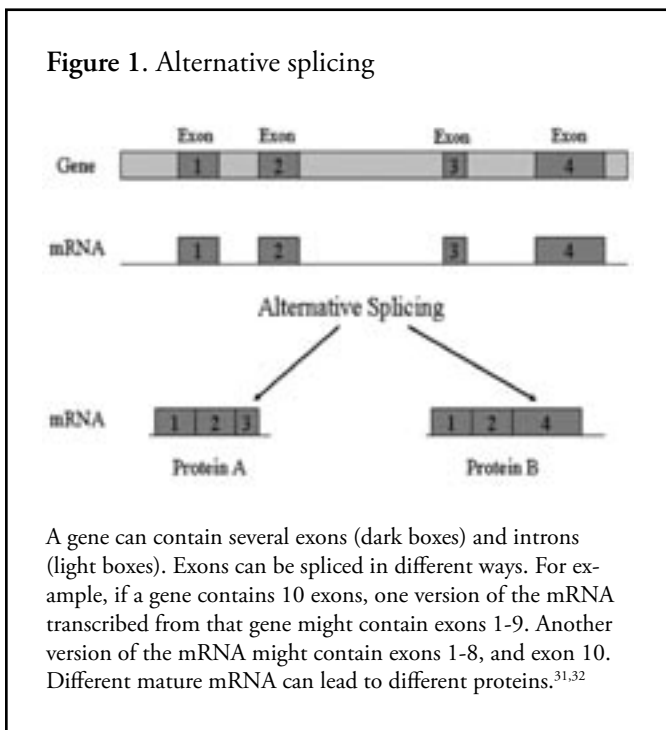 Figure 1. Alternative splicing
Exon Exon Exon Exon
Gene 1 2 3 4
mRNA 1 2 3 4
Alternative Splicing
mRNA 1 2 3 1 2 4
Protein A Protein B
A gene can contain several exons (dark boxes) and introns
(light boxes). Exons can be spliced in different ways. For ex-
ample, if a gene contains 10 exons, one version of the mRNA
transcribed from that gene might contain exons 1-9. Another
version of the mRNA might contain exons 1-8, and exon 10.
Different mature mRNA can lead to different proteins.31,32